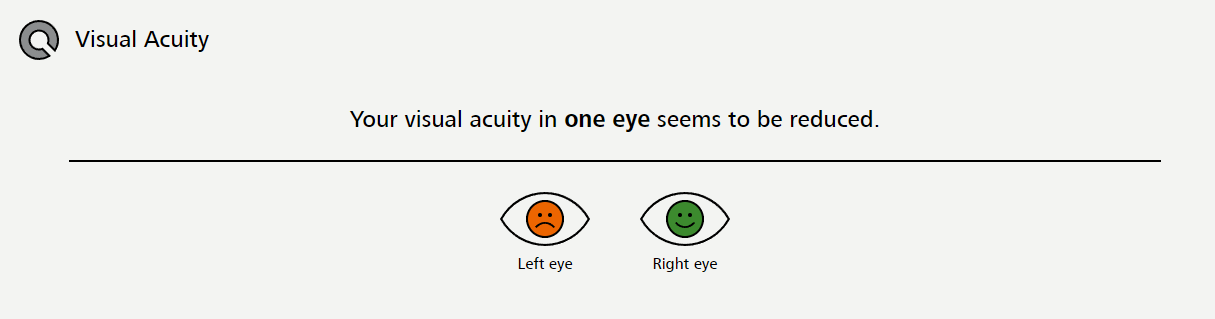 Visual Acuity
Your visual acuity in one eye seems to be reduced.
Left eye
Right eye